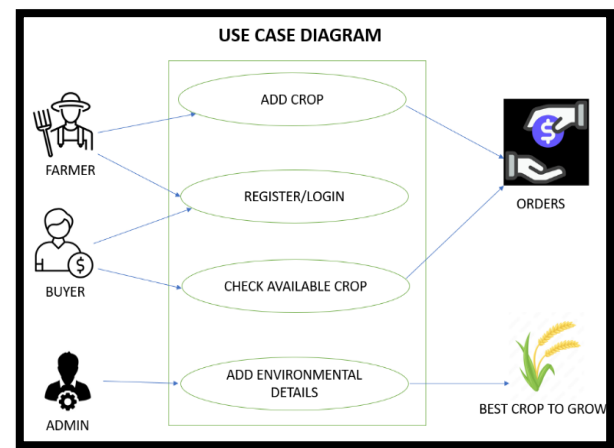 USE CASE DIAGRAM
ADD CROP
FARMER
REGISTER/LOGIN
ORDERS
BUYER
CHECK AVAILABLE CROP
ADD ENVIRONMENTAL
DETAILS
ADMIN
BEST CROP TO GROW
$
$